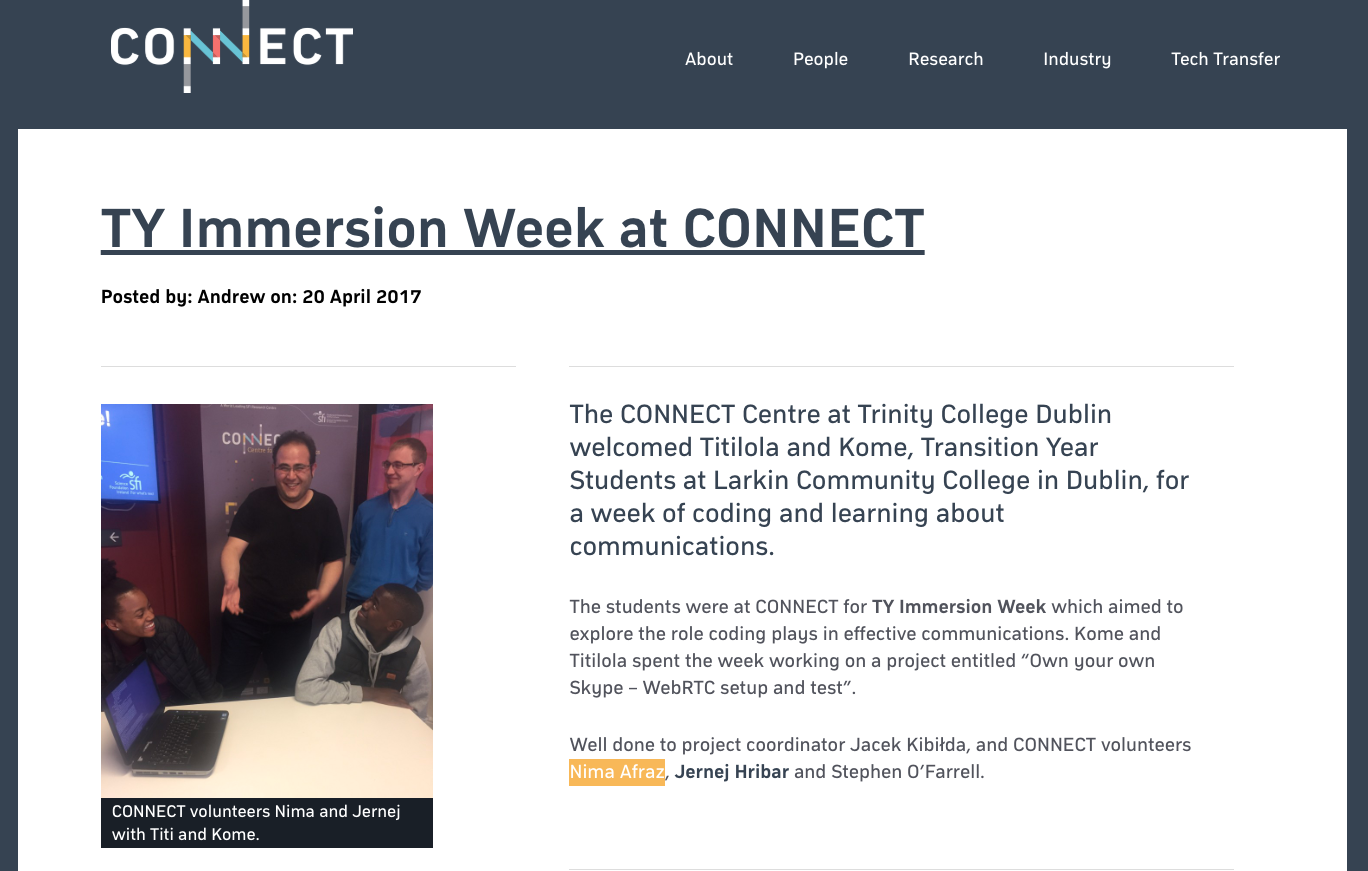 CONNECT
About People Research Industry Tech Transfer
TY Immersion Week at CONNECT
Posted by: Andrew on: 20 April 2017
e!
sfi
CONNEC
sfi
CONNECT volunteers Nima and Jernej
with Titi and Kome.
The CONNECT Centre at Trinity College Dublin
welcomed Titilola and Kome, Transition Year
Students at Larkin Community College in Dublin, for
a week of coding and learning about
communications.
The students were at CONNECT for TY Immersion Week which aimed to
explore the role coding plays in effective communications. Kome and
Titilola spent the week working on a project entitled “Own your own
Skype – WebRTC setup and test”.
Well done to project coordinator Jacek Kibiłda, and CONNECT volunteers
Nima Afraz, Jernej Hribar and Stephen O’Farrell.